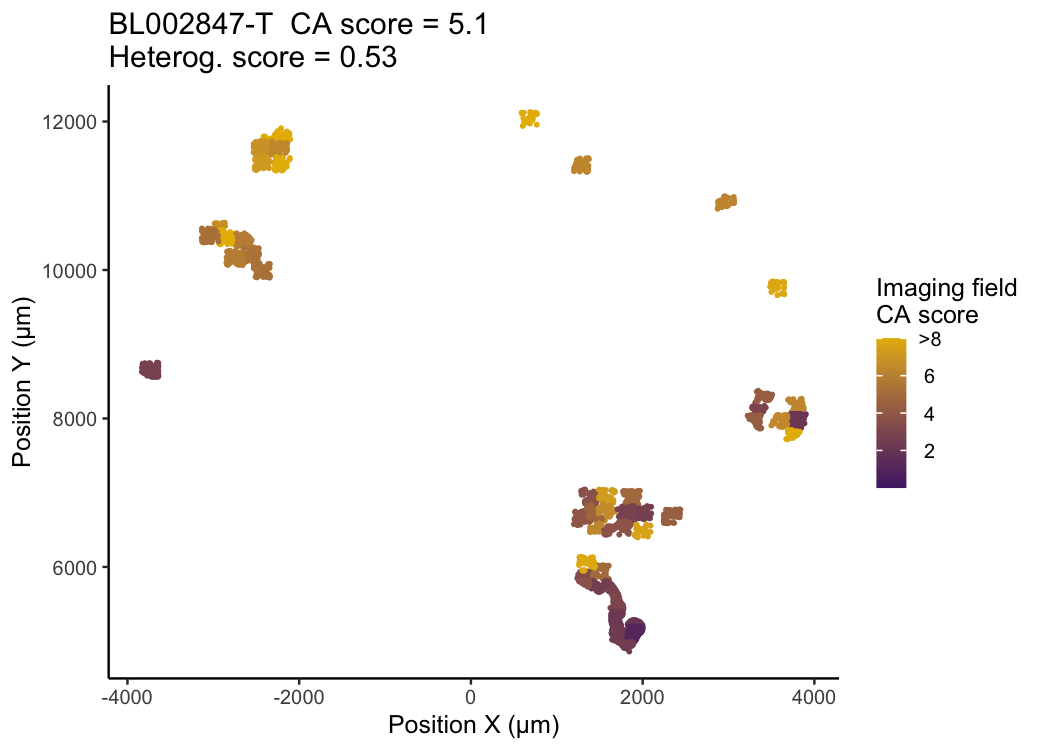 BL002847-T  CA score = 5.1
Heterog. score = 0.53
12000
10000
8000
6000
Position Y (µm)
-4000
-2000
0
2000
4000
Position X (µm)
Imaging field
CA score
>8
6
4
2